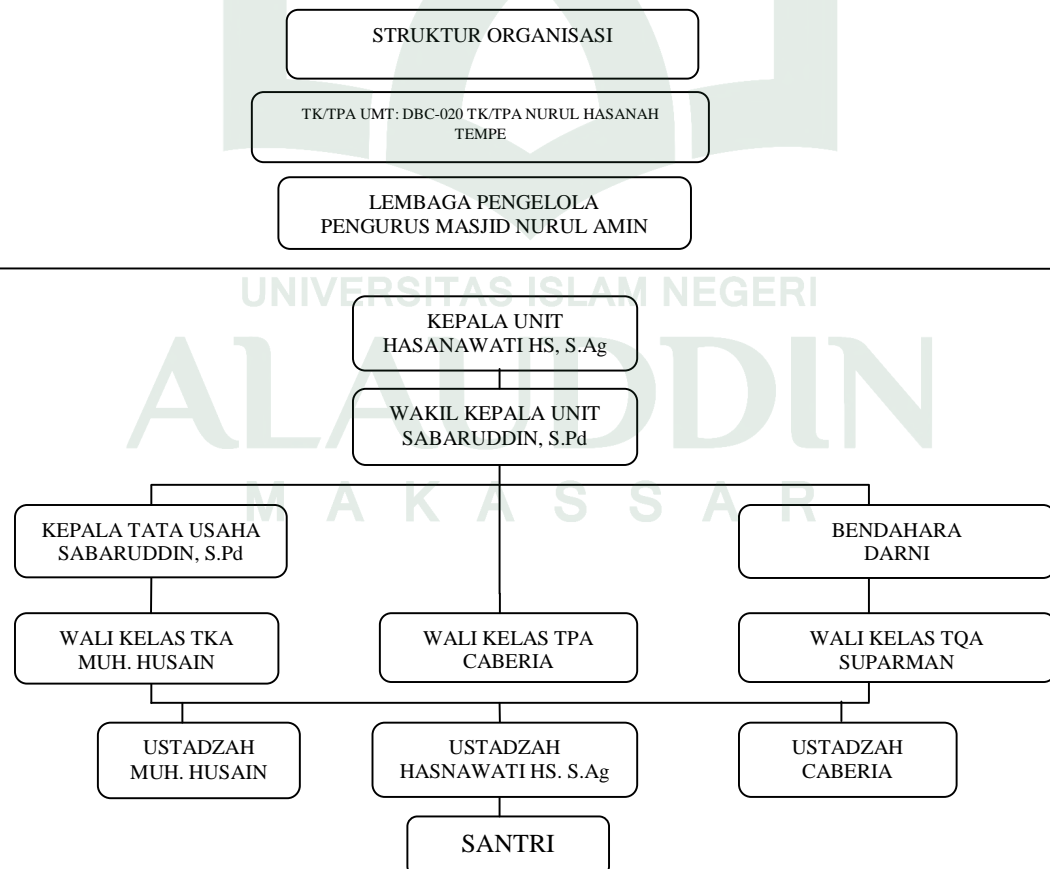 STRUKTUR ORGANISASI
TK/TPA UMT: DBC-020 TK/TPA NURUL HASANAH
TEMPE
LEMBAGA PENGELOLA
PENGURUS MASJID NURUL AMIN
UNIVERSITAS ISLAM NEGERI
ALAUDDIN
MAKASSAR
KEPALA UNIT
HASANAWATI HS, S.Ag
WAKIL KEPALA UNIT
SABARUDDIN, S.Pd
KEPALA TATA USAHA
SABARUDDIN, S.Pd
BENDAHARA
DARNI
WALI KELAS TKA
MUH. HUSAIN
WALI KELAS TPA
CABERIA
WALI KELAS TQA
SUPARMAN
USTADZAH
MUH. HUSAIN
USTADZAH
HASNAWATI HS. S.Ag
USTADZAH
CABERIA
SANTRI